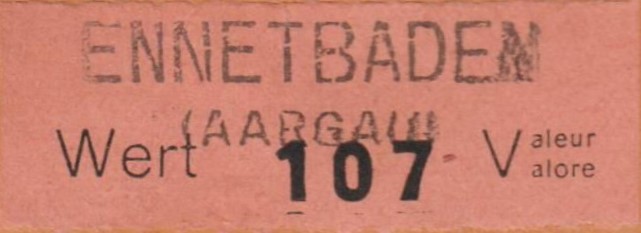 ENNETBADEN
(AARGAU)
Wert 107 Valeur
Valore